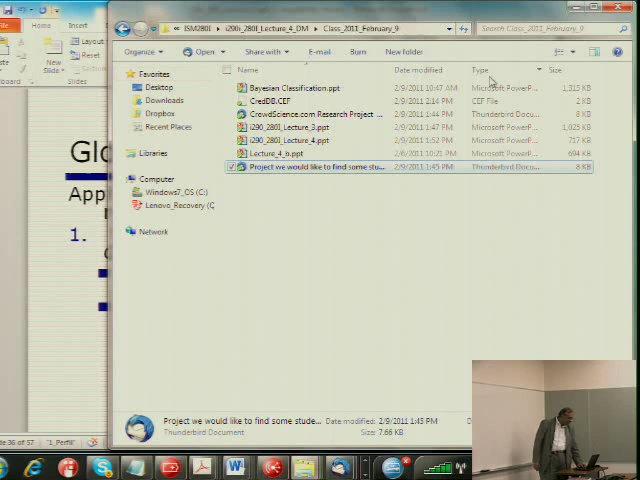 ISM280I ▸ i290i_280I_Lecture_4_DM ▸ Class_2011_February_9
Search Class_2011_February_9
File Home Insert
Organize Open Share with E-mail Burn New folder
Layout
Reset
New
Slide
Slides
Favorites
Desktop
Downloads
Dropbox
Recent Places
Libraries
Computer
Windows7_OS (C:)
Lenovo_Recovery (Q
Network
Name Date modified Type Size
Bayesian Classification.ppt 2/9/2011 10:47 AM Microsoft PowerP... 1,315 KB
CredDB.CEF 2/9/2011 2:14 PM CEF File 2 KB
CrowdScience.com Research Project ... 2/9/2011 1:44 PM Thunderbird Docu... 8 KB
i290_280I_Lecture_3.ppt 2/9/2011 1:47 PM Microsoft PowerP... 1,025 KB
i290_280I_Lecture_4.ppt 2/9/2011 1:52 PM Microsoft PowerP... 717 KB
Lecture_4_b.ppt 2/8/2011 10:21 PM Microsoft PowerP... 694 KB
Project we would like to find some stu... 2/9/2011 1:45 PM Thunderbird Docu... 8 KB
Glo
App
1.
Project we would like to find some stude... Date modified: 2/9/2011 1:45 PM
Thunderbird Document Size: 7.66 KB
lide 36 of 57 "1_Perfil"